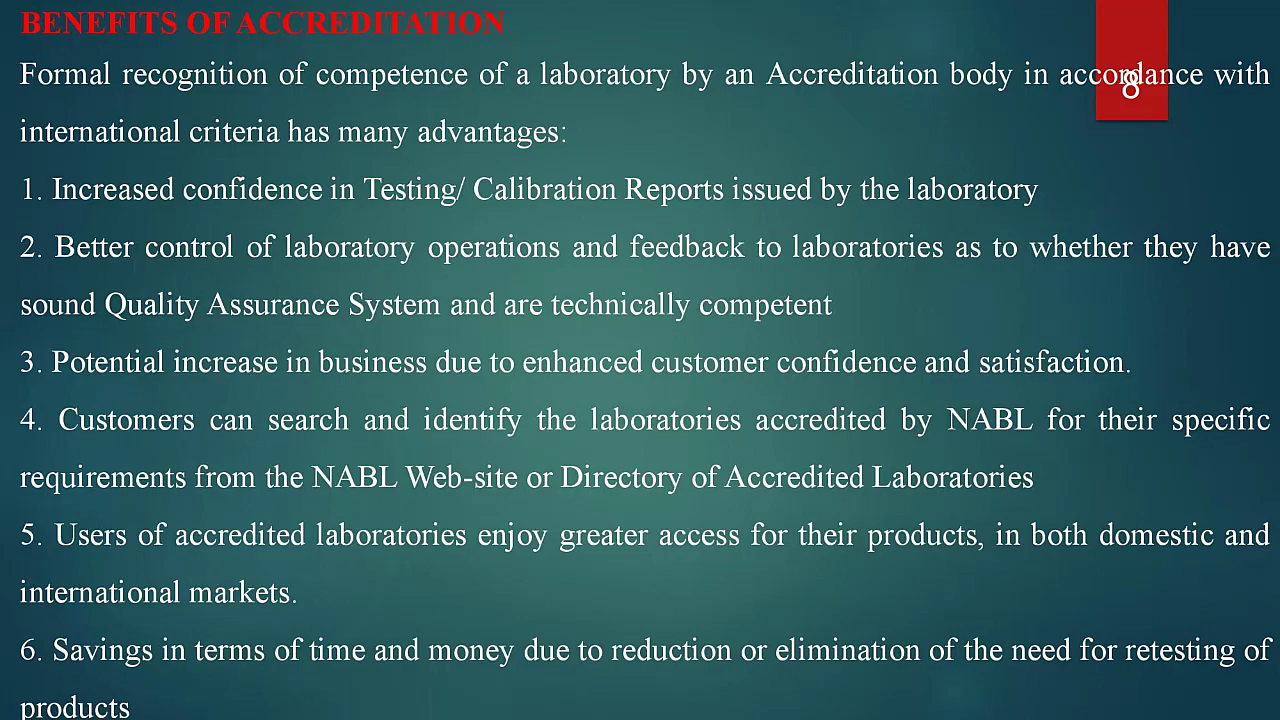 BENEFITS OF ACCREDITATION
Formal recognition of competence of a laboratory by an Accreditation body in accordance with
8
international criteria has many advantages:
1. Increased confidence in Testing/ Calibration Reports issued by the laboratory
2. Better control of laboratory operations and feedback to laboratories as to whether they have
sound Quality Assurance System and are technically competent
3. Potential increase in business due to enhanced customer confidence and satisfaction.
4. Customers can search and identify the laboratories accredited by NABL for their specific
requirements from the NABL Web-site or Directory of Accredited Laboratories
5. Users of accredited laboratories enjoy greater access for their products, in both domestic and
international markets.
6. Savings in terms of time and money due to reduction or elimination of the need for retesting of
products